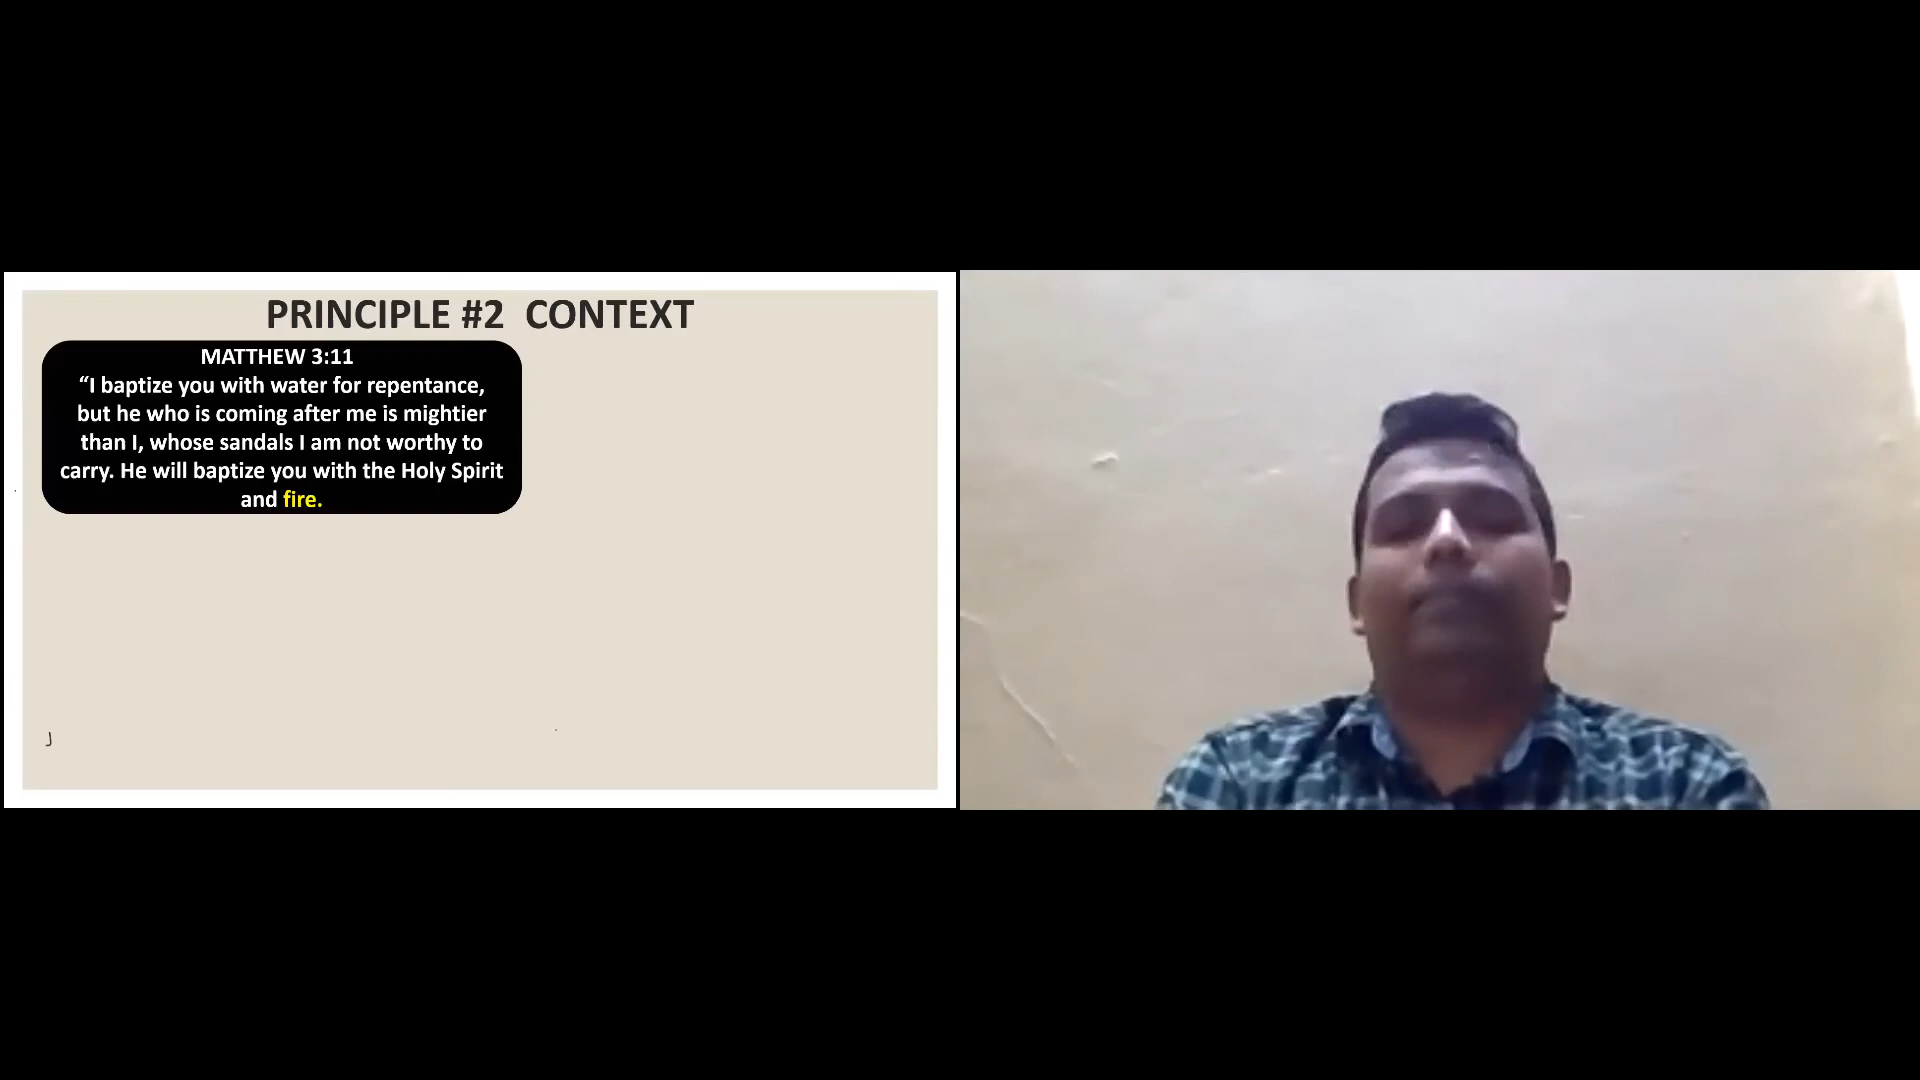 PRINCIPLE #2  CONTEXT
MATTHEW 3:11
“I baptize you with water for repentance,
but he who is coming after me is mightier
than I, whose sandals I am not worthy to
carry. He will baptize you with the Holy Spirit
and fire.